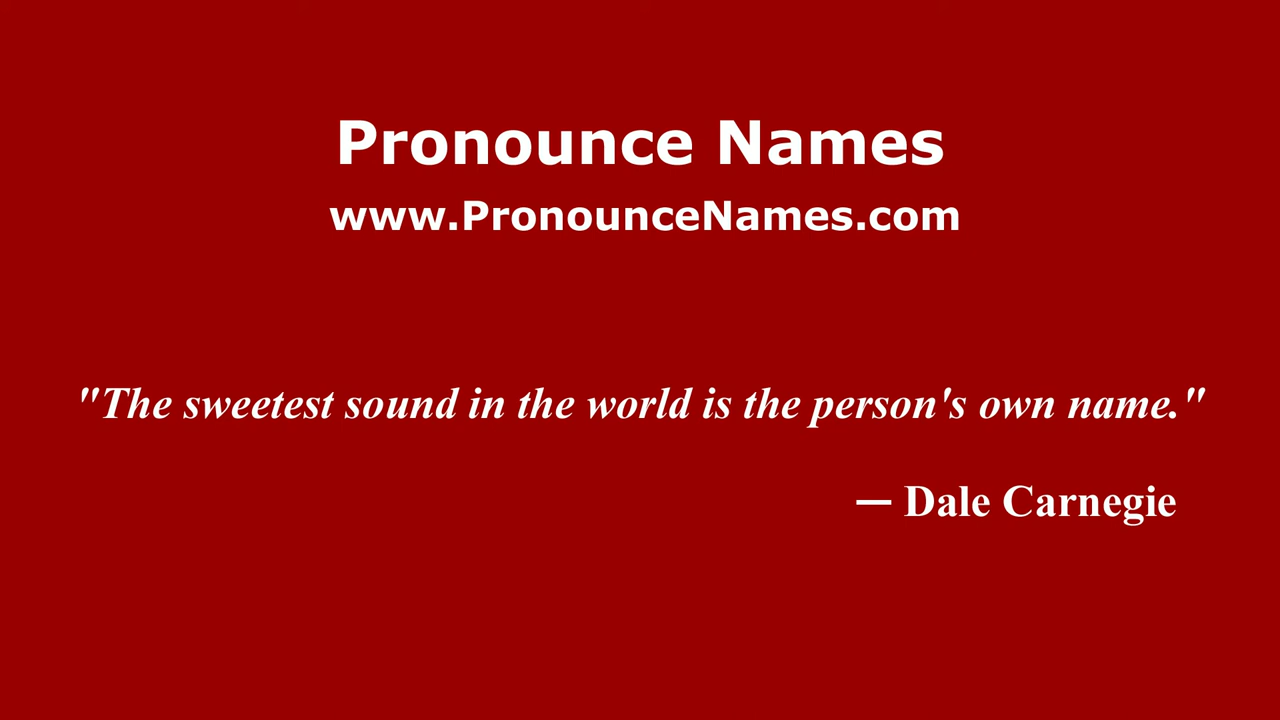 Pronounce Names
www.PronounceNames.com
"The sweetest sound in the world is the person's own name."
— Dale Carnegie